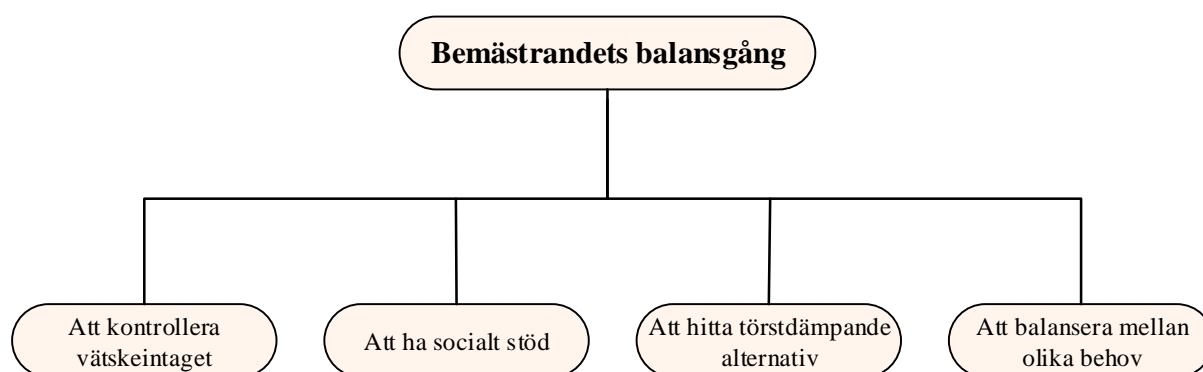 Bemästrandets balansgång
Att kontrollera
vätskeintaget
Att ha socialt stöd
Att hitta törstdämpande
alternativ
Att balansera mellan
olika behov